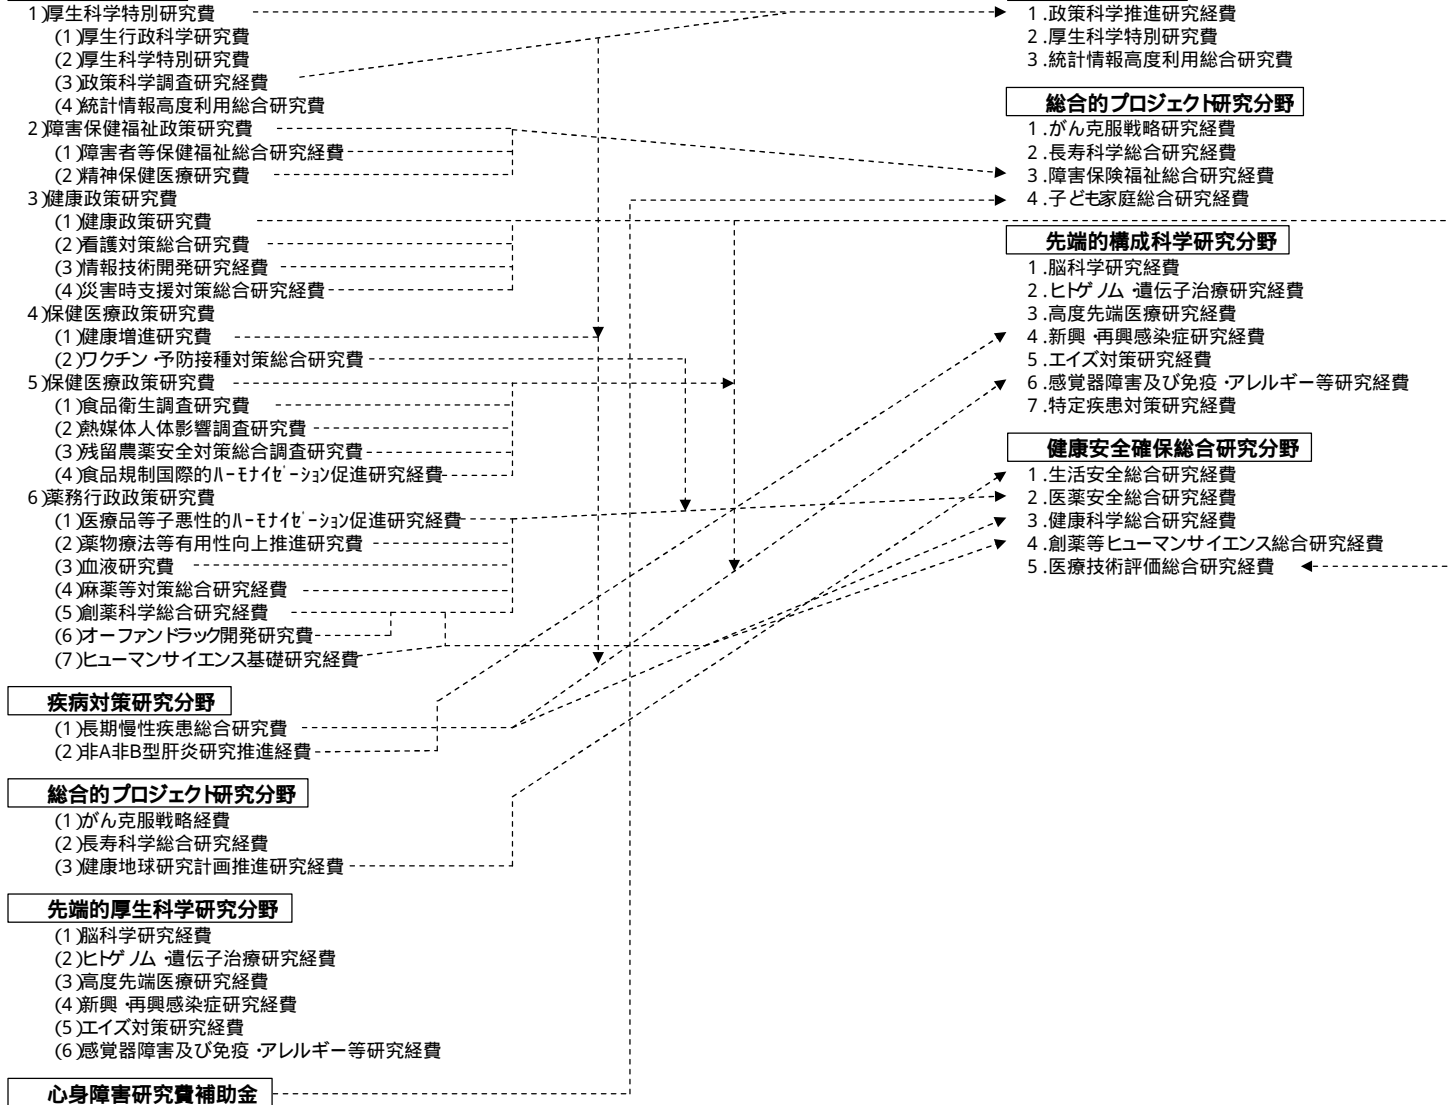 1)厚生科学特別研究費
(1)厚生行政科学研究費
(2)厚生科学特別研究費
(3)政策科学調査研究経費
(4)統計情報高度利用総合研究費
2)障害保健福祉政策研究費
(1)障害者等保健福祉総合研究経費
(2)精神保健医療研究費
3)健康政策研究費
(1)健康政策研究費
(2)看護対策総合研究費
(3)情報技術開発研究経費
(4)災害時支援対策総合研究経費
4)保健医療政策研究費
(1)健康増進研究費
(2)ワクチン・予防接種対策総合研究費
5)保健医療政策研究費
(1)食品衛生調査研究費
(2)熱媒体人体影響調査研究費
(3)残留農薬安全対策総合調査研究費
(4)食品規制国際的ハーモナイゼーション促進研究経費
6)薬務行政政策研究費
(1)医療品等子悪性的ハーモナイゼーション促進研究経費
(2)薬物療法等有用性向上推進研究費
(3)血液研究費
(4)麻薬等対策総合研究経費
(5)創薬科学総合研究経費
(6)オーファンドラック開発研究費
(7)ヒューマンサイエンス基礎研究経費
疾病対策研究分野
(1)長期慢性疾患総合研究費
(2)非A非B型肝炎研究推進経費
総合的プロジェクト研究分野
(1)がん克服戦略経費
(2)長寿科学総合研究経費
(3)健康地球研究計画推進研究経費
先端的厚生科学研究分野
(1)脳科学研究経費
(2)ヒトゲノム・遺伝子治療研究経費
(3)高度先端医療研究経費
(4)新興・再興感染症研究経費
(5)エイズ対策研究経費
(6)感覚器障害及び免疫・アレルギー等研究経費
心身障害研究費補助金
1.政策科学推進研究経費
2.厚生科学特別研究費
3.統計情報高度利用総合研究費
総合的プロジェクト研究分野
1.がん克服戦略研究経費
2.長寿科学総合研究経費
3.障害保険福祉総合研究経費
4.子ども家庭総合研究経費
先端的構成科学研究分野
1.脳科学研究経費
2.ヒトゲノム・遺伝子治療研究経費
3.高度先端医療研究経費
4.新興・再興感染症研究経費
5.エイズ対策研究経費
6.感覚器障害及び免疫・アレルギー等研究経費
7.特定疾患対策研究経費
健康安全確保総合研究分野
1.生活安全総合研究経費
2.医薬安全総合研究経費
3.健康科学総合研究経費
4.創薬等ヒューマンサイエンス総合研究経費
5.医療技術評価総合研究経費